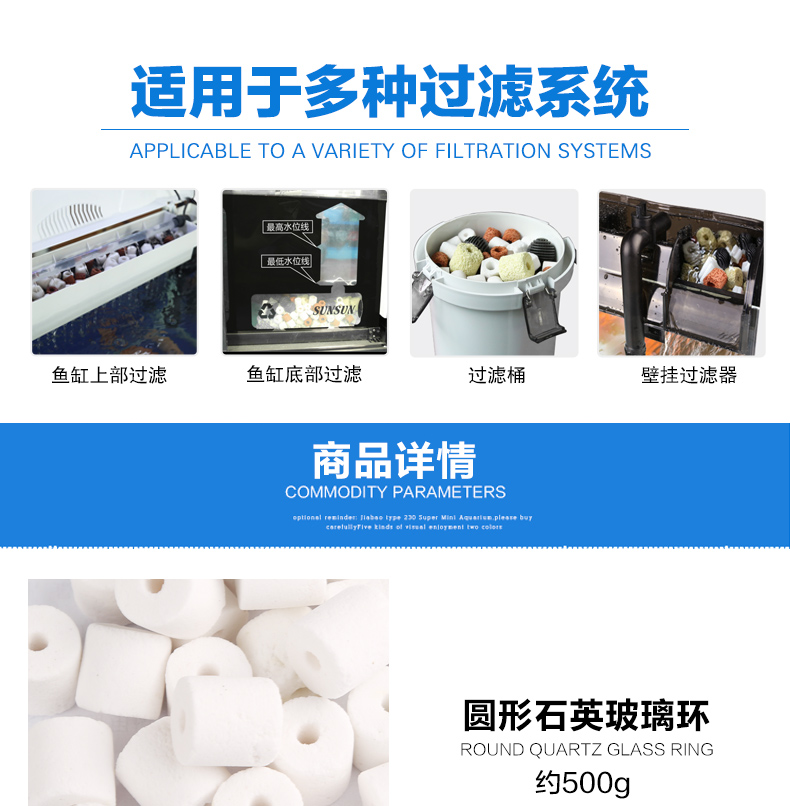 适用于多种过滤系统
APPLICABLE TO A VARIETY OF FILTRATION SYSTEMS
最高水位线
最低水位线
SUNSUN
鱼缸上部过滤
鱼缸底部过滤
过滤桶
壁挂过滤器
商品详情
COMMODITY PARAMETERS
optional reminder: Jiabao type 230 Super Mini Aquarium,please buy
carefullyFive kinds of visual enjoyment two colors
圆形石英玻璃环
ROUND QUARTZ GLASS RING
约500g